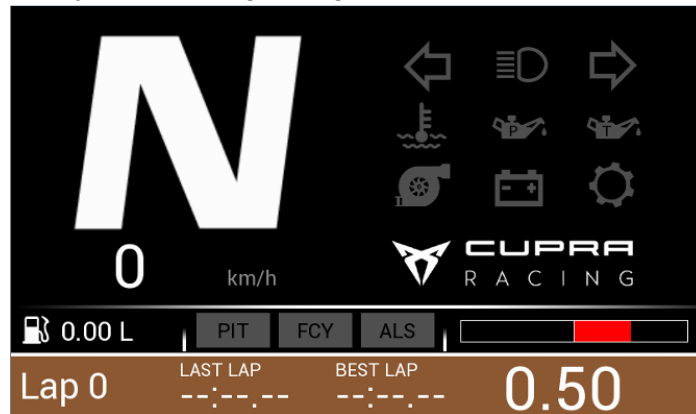 N
P
T
0 km/h
CUPRA
RACING
0.00 L PIT FCY ALS
Lap 0 LAST LAP BEST LAP 0.50
--:--.-- --:--.--